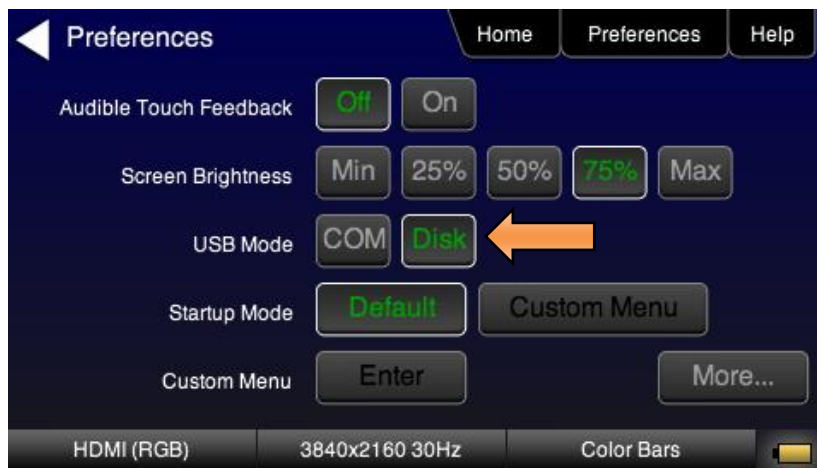 Preferences Home Preferences Help
Audible Touch Feedback Off On
Screen Brightness Min 25% 50% 75% Max
USB Mode COM Disk
Startup Mode Default Custom Menu
Custom Menu Enter More...
HDMI (RGB) 3840x2160 30Hz Color Bars